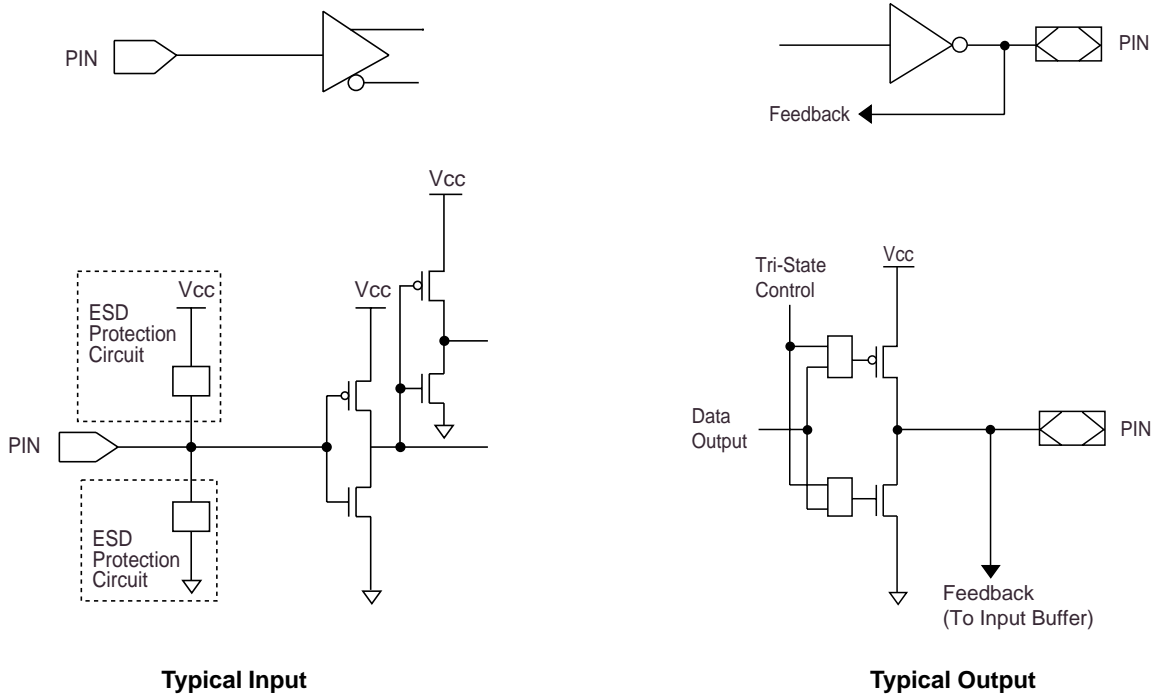 PIN
PIN
Feedback
Vcc
Vcc
Tri-State
Control
Vcc
Vcc
ESD
Protection
Circuit
Data
Output
PIN
PIN
ESD
Protection
Circuit
Feedback
(To Input Buffer)
Typical Input
Typical Output